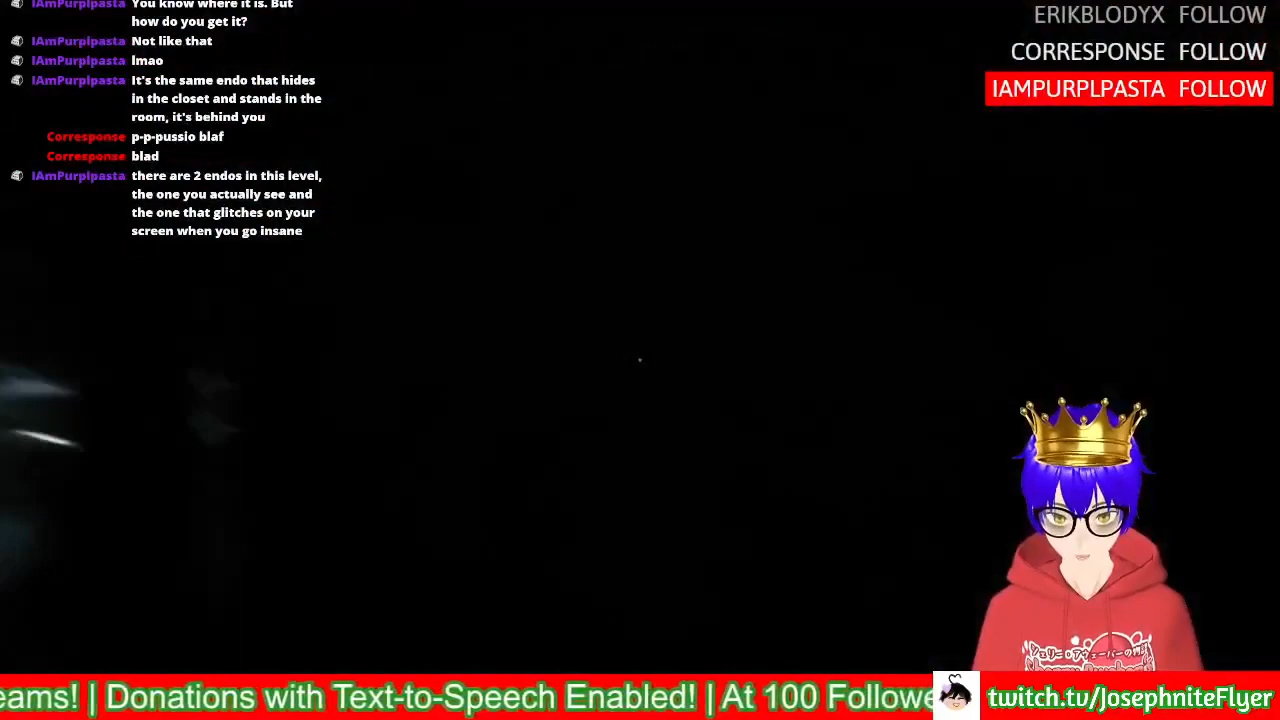 IAmPurplpasta You know where it is. But
how do you get it?
IAmPurplpasta Not like that
IAmPurplpasta lmao
IAmPurplpasta It's the same endo that hides
in the closet and stands in the
room, it's behind you
Corresponse p-p-pussio blaf
Corresponse blad
IAmPurplpasta there are 2 endos in this level,
the one you actually see and
the one that glitches on your
screen when you go insane
ERIKBLODYX FOLLOW
CORRESPONSE FOLLOW
IAMPURPLPASTA FOLLOW
eams! | Donations with Text-to-Speech Enabled! | At 100 Followe
twitch.tv/JosephniteFlyer